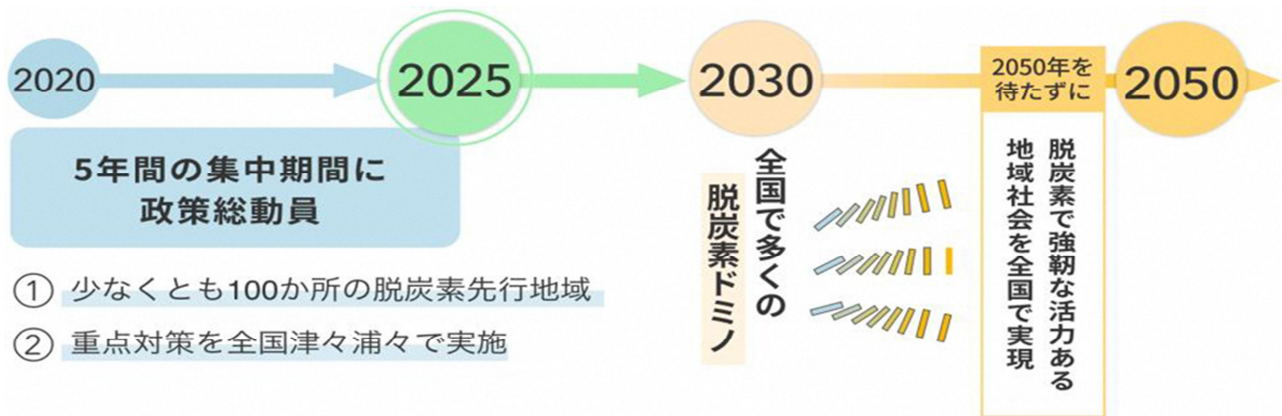 2020
2025
2030
2050年を
待たずに
2050
5年間の集中期間に
政策総動員
① 少なくとも100か所の脱炭素先行地域
② 重点対策を全国津々浦々で実施
全国で多くの
脱炭素ドミノ
脱炭素で強靭な活力ある
地域社会を全国で実現